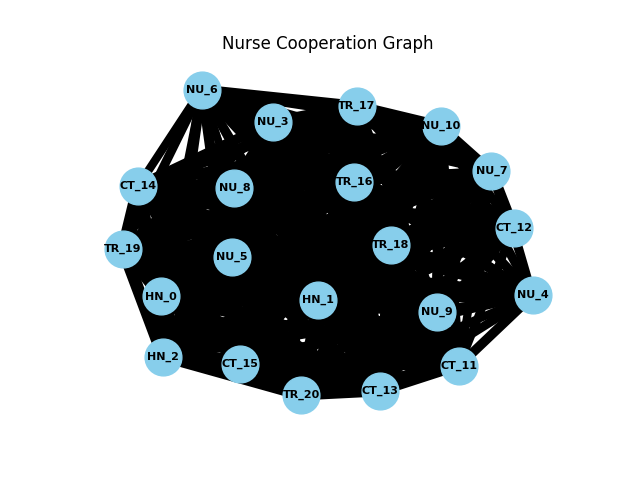 Nurse Cooperation Graph
NU_6
TR_17
NU_3
NU_10
NU_7
TR_16
CT_14
NU_8
CT_12
TR_18
TR_19
NU_5
NU_4
HN_0
HN_1
NU_9
HN_2
CT_15
CT_11
CT_13
TR_20